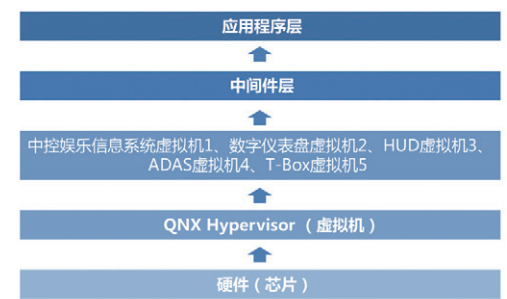 应用程序层
中间件层
中控娱乐信息系统虚拟机1、数字仪表盘虚拟机2、HUD虚拟机3、
ADAS虚拟机4、T-Box虚拟机5
QNX Hypervisor （ 虚拟机 ）
硬件（ 芯片 ）